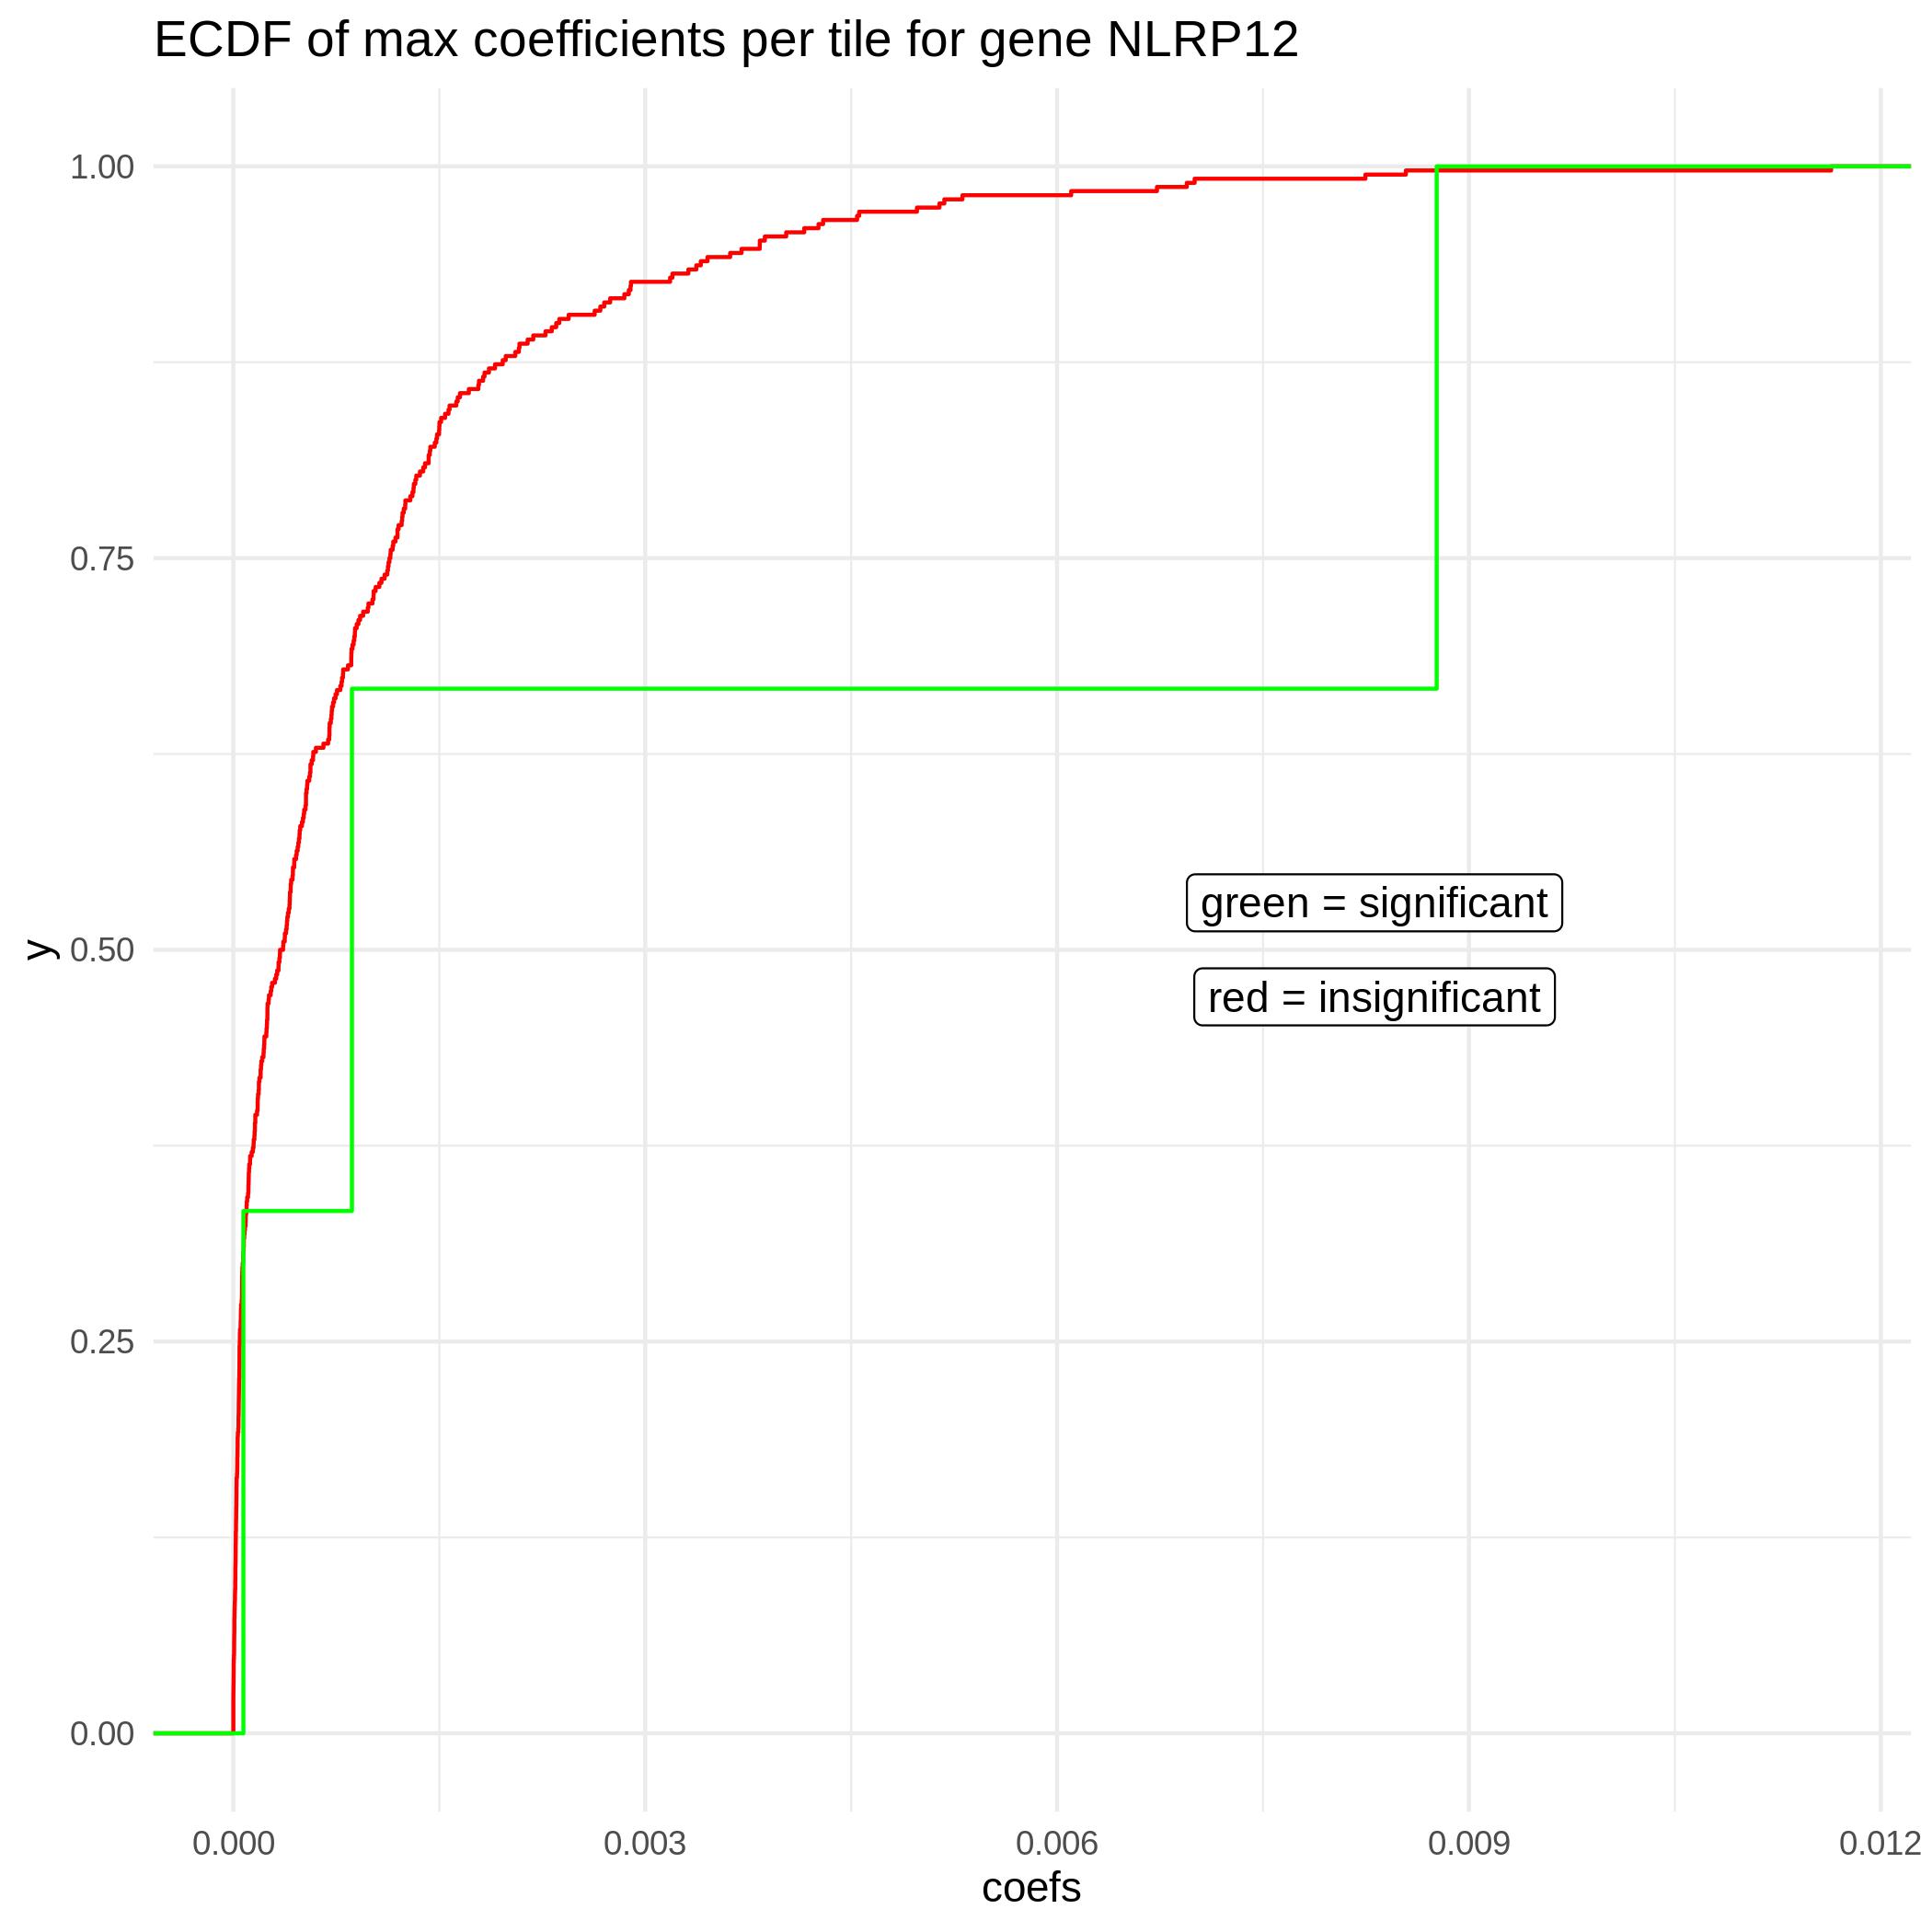 ECDF of max coefficients per tile for gene NLRP12
1.00
0.75
0.50
0.25
0.00
y
green = significant
red = insignificant
0.000 0.003 0.006 0.009 0.012
coefs